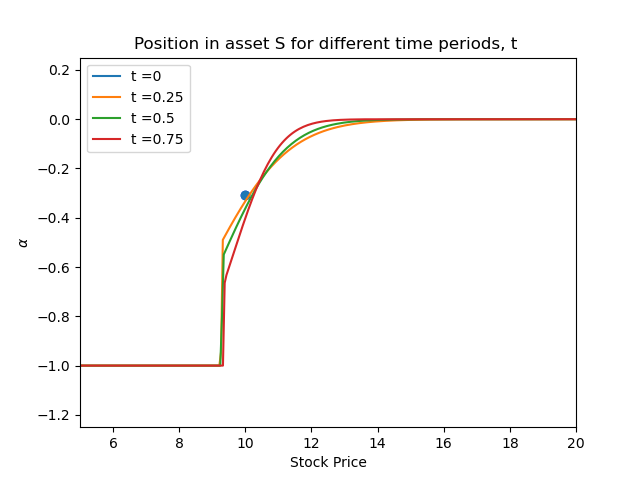 Position in asset S for different time periods, t
t =0
t =0.25
t =0.5
t =0.75
0.2
0.0
−0.2
−0.4
−0.6
−0.8
−1.0
−1.2
α
6 8 10 12 14 16 18 20
Stock Price